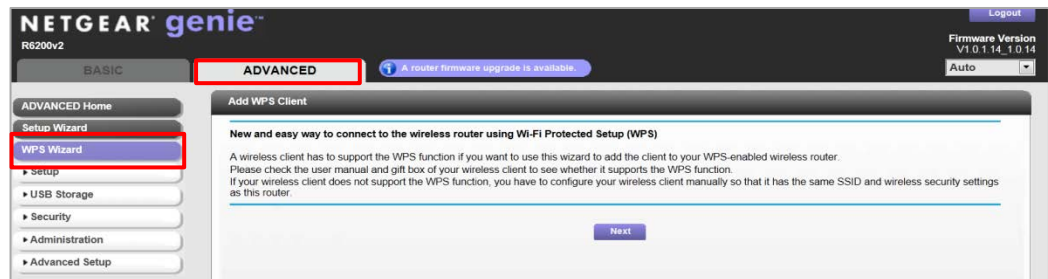 NETGEAR® genie™
Logout
R6200v2
Firmware Version
V1.0.1.14_1.0.14
BASIC
ADVANCED
A router firmware upgrade is available.
Auto
ADVANCED Home
Setup Wizard
WPS Wizard
Setup
USB Storage
Security
Administration
Advanced Setup
Add WPS Client
New and easy way to connect to the wireless router using Wi-Fi Protected Setup (WPS)
A wireless client has to support the WPS function if you want to use this wizard to add the client to your WPS-enabled wireless router.
Please check the user manual and gift box of your wireless client to see whether it supports the WPS function.
If your wireless client does not support the WPS function, you have to configure your wireless client manually so that it has the same SSID and wireless security settings
as this router.
Next